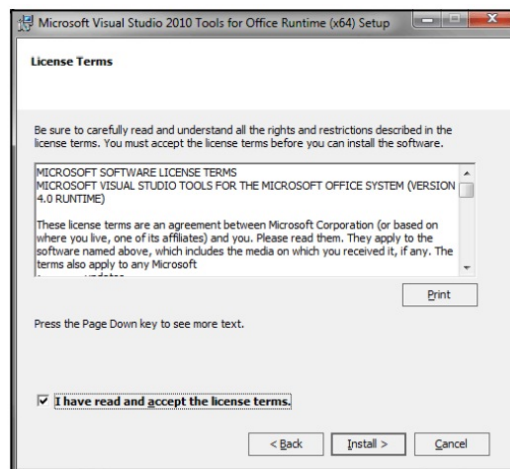 Microsoft Visual Studio 2010 Tools for Office Runtime (x64) Setup
License Terms
Be sure to carefully read and understand all the rights and restrictions described in the
license terms. You must accept the license terms before you can install the software.
MICROSOFT SOFTWARE LICENSE TERMS
MICROSOFT VISUAL STUDIO TOOLS FOR THE MICROSOFT OFFICE SYSTEM (VERSION
4.0 RUNTIME)
These license terms are an agreement between Microsoft Corporation (or based on
where you live, one of its affiliates) and you. Please read them. They apply to the
software named above, which includes the media on which you received it, if any. The
terms also apply to any Microsoft
updates
Print
Press the Page Down key to see more text.
I have read and accept the license terms.
< Back
Install >
Cancel